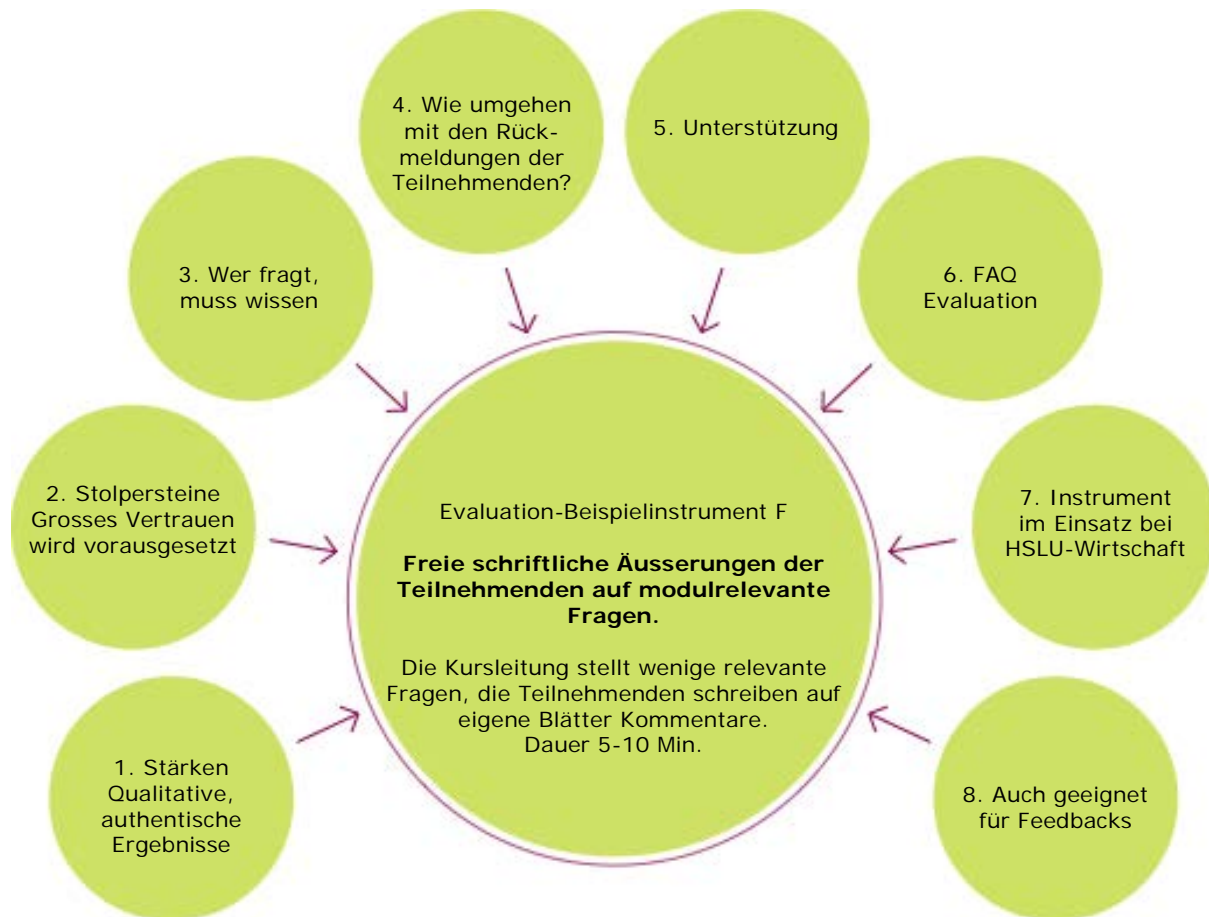 4. Wie umgehen
mit den Rück-
meldungen der
Teilnehmenden?
5. Unterstützung
3. Wer fragt,
muss wissen
6. FAQ
Evaluation
2. Stolpersteine
Grosses Vertrauen
wird vorausgesetzt
7. Instrument
im Einsatz bei
HSLU-Wirtschaft
Evaluation-Beispielinstrument F
Freie schriftliche Äusserungen der
Teilnehmenden auf modulrelevante
Fragen.
Die Kursleitung stellt wenige relevante
Fragen, die Teilnehmenden schreiben auf
eigene Blätter Kommentare.
Dauer 5-10 Min.
1. Stärken
Qualitative,
authentische
Ergebnisse
8. Auch geeignet
für Feedbacks